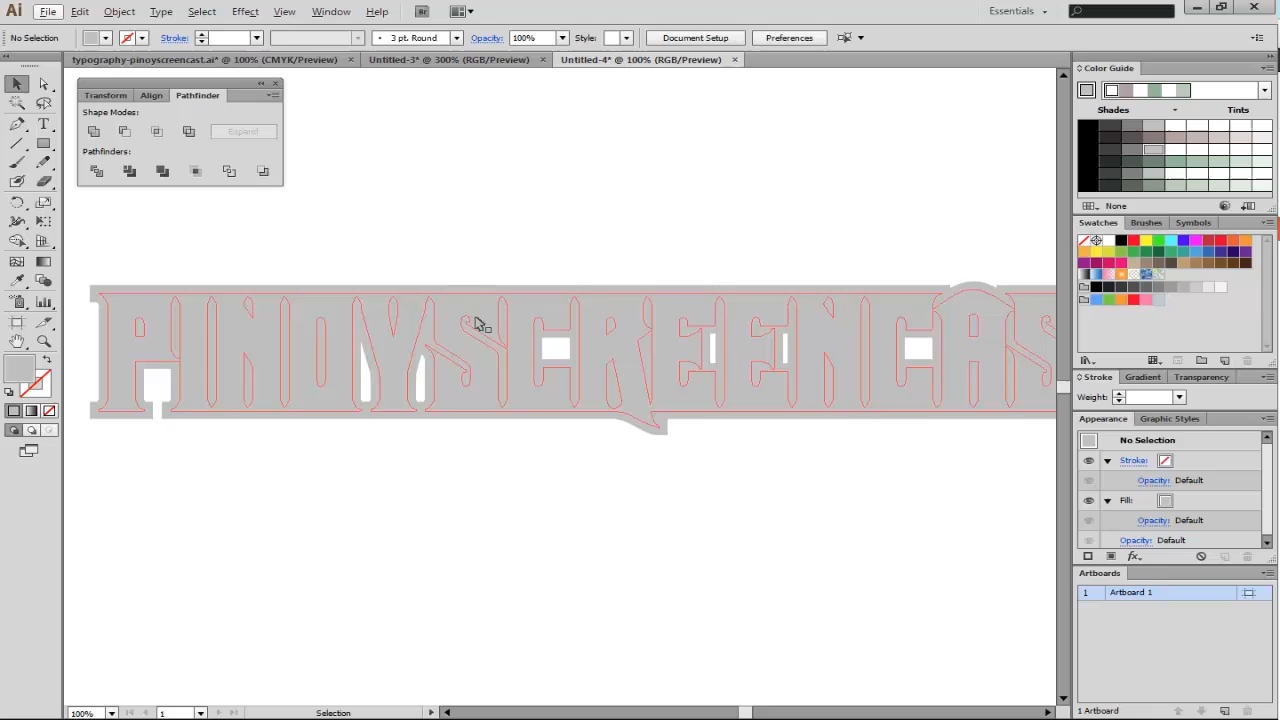 Ai File Edit Object Type Select Effect View Window Help Br Essentials
No Selection Stroke: 3 pt. Round Opacity: 100% Style: Document Setup Preferences
typography-pinoyscreencast.ai* @ 100% (CMYK/Preview) × Untitled-3* @ 300% (RGB/Preview) × Untitled-4* @ 100% (RGB/Preview) ×
Transform Align Pathfinder
Shape Modes:
Expand
Pathfinders:
PINOYSCREENCAS
100% 1 Selection
Color Guide
Shades Tints
None
Swatches Brushes Symbols
Stroke Gradient Transparency
Weight:
Appearance Graphic Styles
No Selection
Stroke:
Opacity: Default
Fill:
Opacity: Default
Opacity: Default
fx
Artboards
1 Artboard 1
1 Artboard